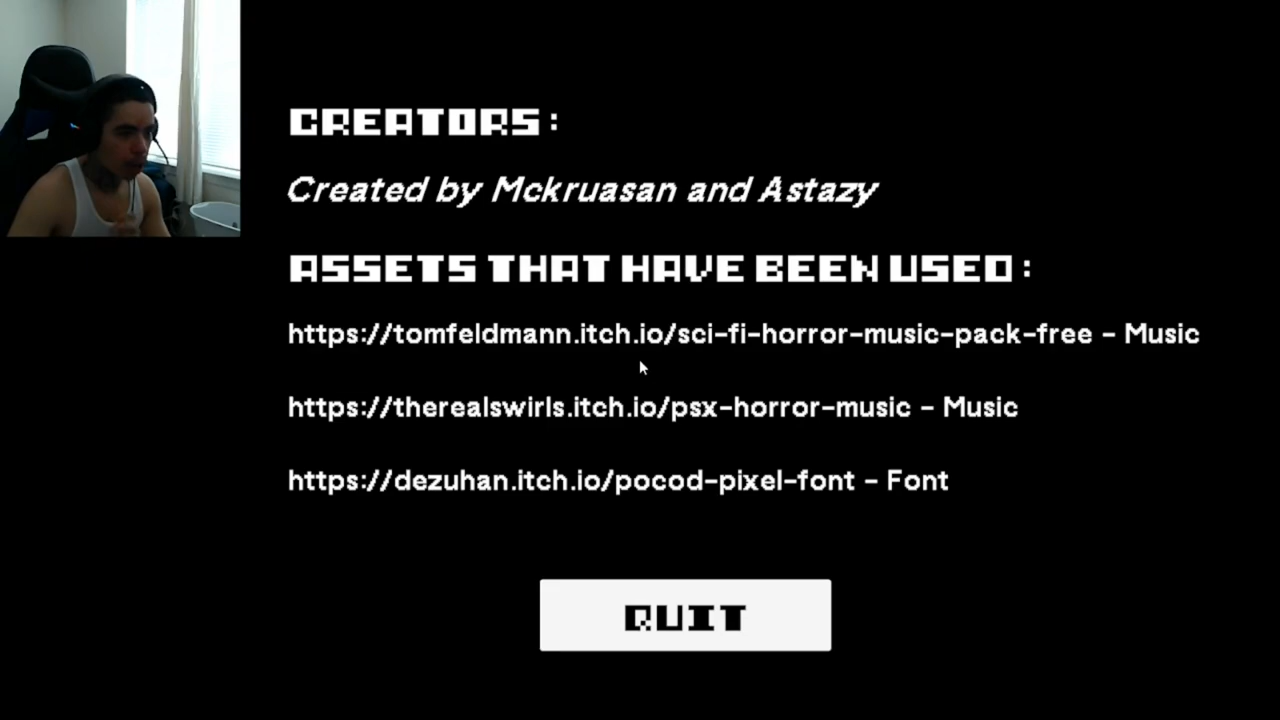 CREATORS:
Created by Mckruasan and Astazy
ASSETS THAT HAVE BEEN USED:
https://tomfeldmann.itch.io/sci-fi-horror-music-pack-free - Music
https://therealswirls.itch.io/psx-horror-music - Music
https://dezuhan.itch.io/pocod-pixel-font - Font
QUIT